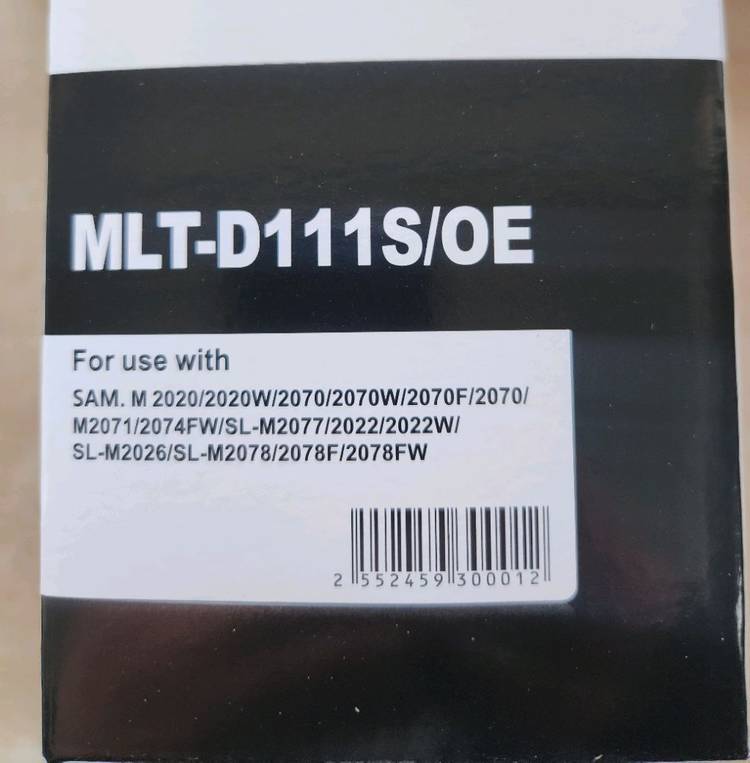 MLT-D111S/OE
For use with
SAM. M 2020/2020W/2070/2070W/2070F/2070/
M2071/2074FW/SL-M2077/2022/2022W/
SL-M2026/SL-M2078/2078F/2078FW
2 552459 300012